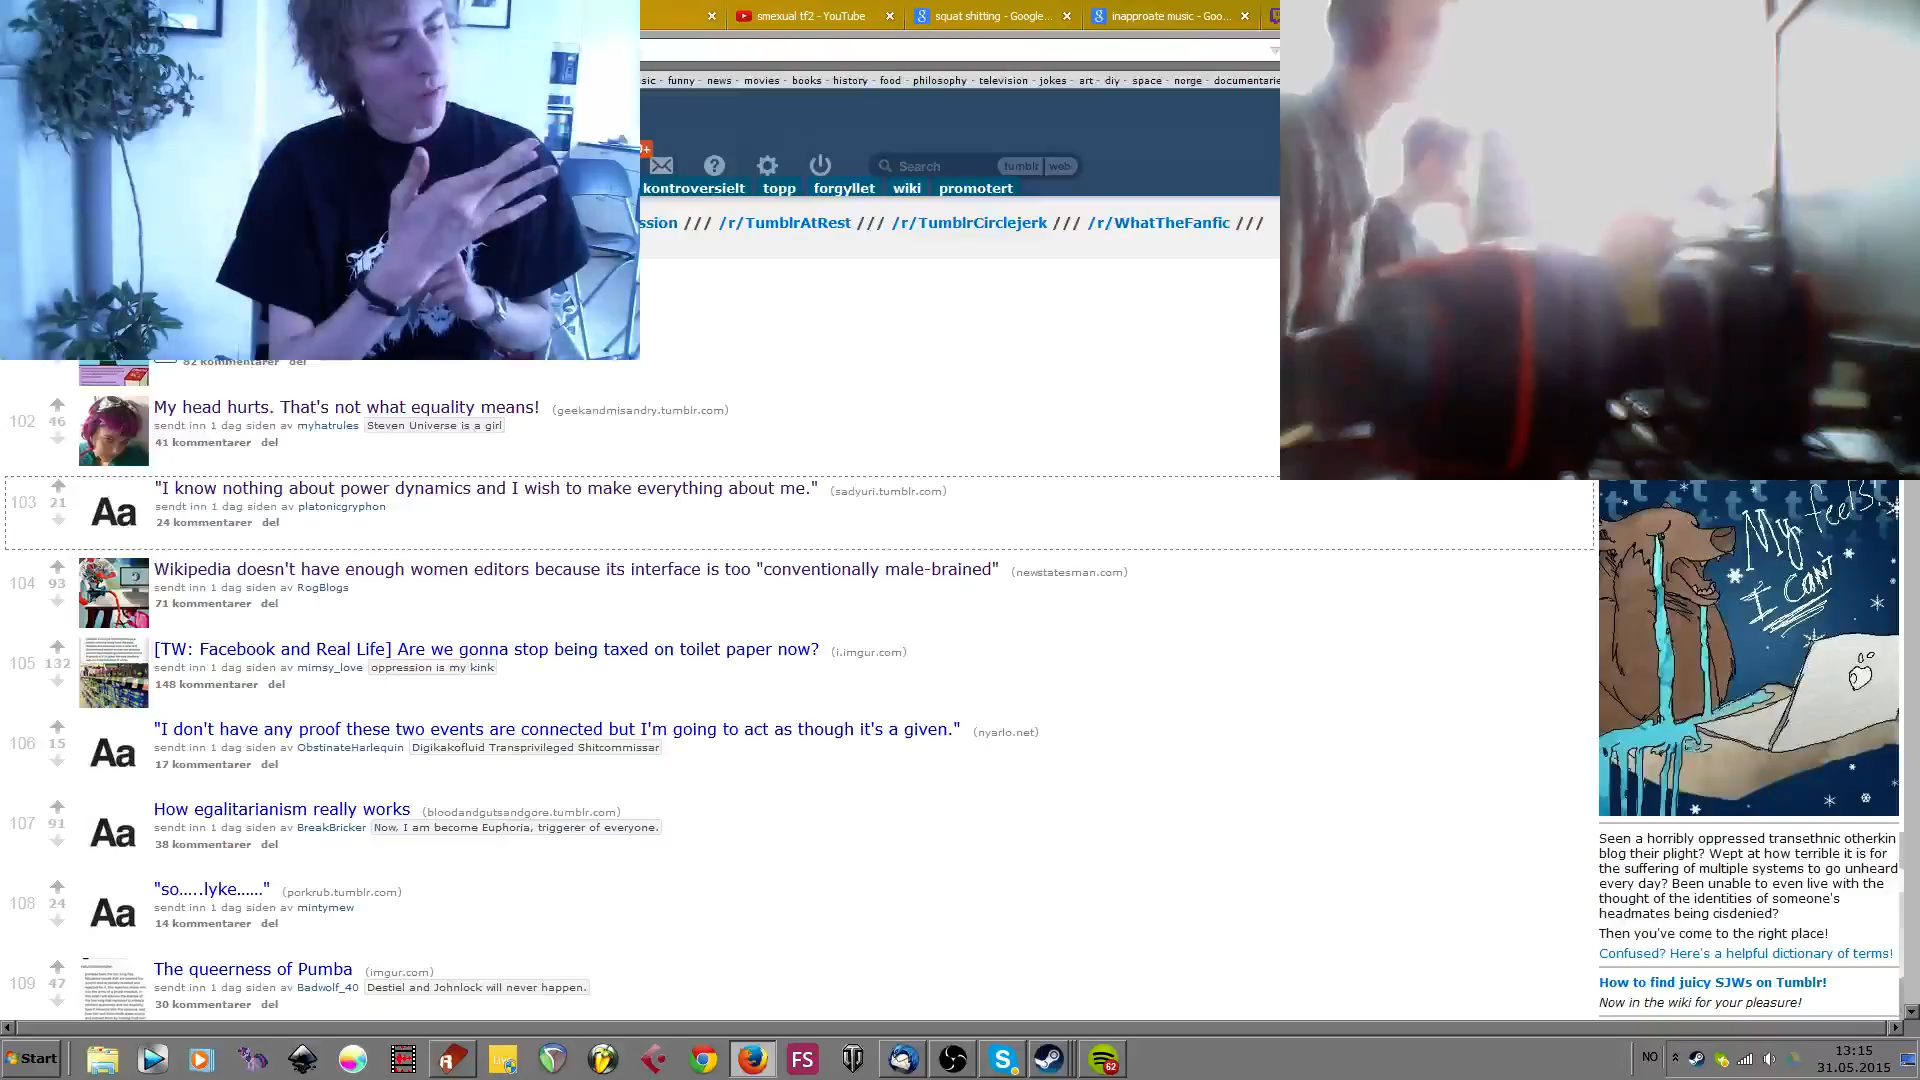 smexual tf2 - YouTube
squat shitting - Google...
inapproate music - Goo...
sic - funny - news - movies - books - history - food - philosophy - television - jokes - art - diy - space - norge - documentarie
Search
tumblr
web
kontroversielt topp forgyllet wiki promotert
ssion /// /r/TumblrAtRest /// /r/TumblrCirclejerk /// /r/WhatTheFanfic ///
82 kommentarer del
102
46
My head hurts. That's not what equality means! (geekandmisandry.tumblr.com)
sendt inn 1 dag siden av myhatrules Steven Universe is a girl
41 kommentarer del
103
21
Aa
"I know nothing about power dynamics and I wish to make everything about me." (sadyuri.tumblr.com)
sendt inn 1 dag siden av platonicgryphon
24 kommentarer del
104
93
Wikipedia doesn't have enough women editors because its interface is too "conventionally male-brained" (newstatesman.com)
sendt inn 1 dag siden av RogBlogs
71 kommentarer del
105
132
[TW: Facebook and Real Life] Are we gonna stop being taxed on toilet paper now? (i.imgur.com)
sendt inn 1 dag siden av mimsy_love oppression is my kink
148 kommentarer del
106
15
Aa
"I don't have any proof these two events are connected but I'm going to act as though it's a given." (nyarlo.net)
sendt inn 1 dag siden av ObstinateHarlequin Digikakofluid Transprivileged Shitcommissar
17 kommentarer del
107
91
Aa
How egalitarianism really works (bloodandgutsandgore.tumblr.com)
sendt inn 1 dag siden av BreakBricker Now, I am become Euphoria, triggerer of everyone.
38 kommentarer del
108
24
Aa
"so.....lyke......" (porkrub.tumblr.com)
sendt inn 1 dag siden av mintymew
14 kommentarer del
109
47
The queerness of Pumba (imgur.com)
sendt inn 1 dag siden av Badwolf_40 Destiel and Johnlock will never happen.
30 kommentarer del
My feels!
I can't
Seen a horribly oppressed transethnic otherkin
blog their plight? Wept at how terrible it is for
the suffering of multiple systems to go unheard
every day? Been unable to even live with the
thought of the identities of someone's
headmates being cisdenied?
Then you've come to the right place!
Confused? Here's a helpful dictionary of terms!
How to find juicy SJWs on Tumblr!
Now in the wiki for your pleasure!
Start
FS
62
NO
13:15
31.05.2015